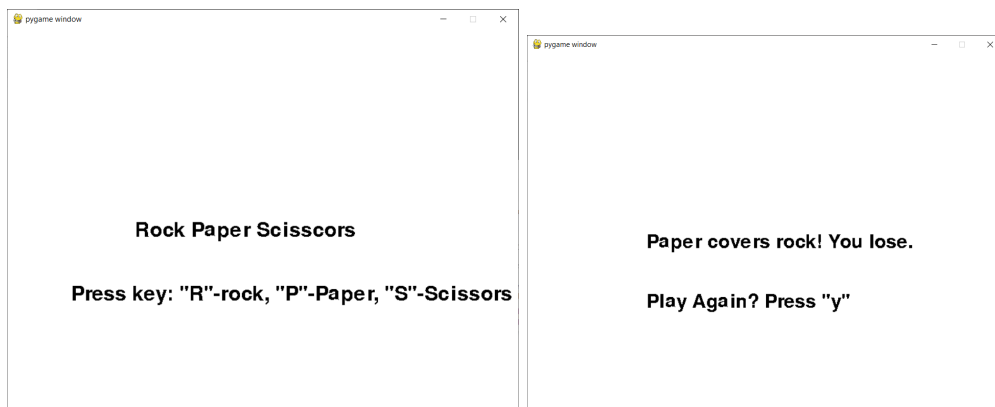 pygame window
Rock Paper Scisscors
Press key: "R"-rock, "P"-Paper, "S"-Scissors
pygame window
Paper covers rock! You lose.
Play Again? Press "y"